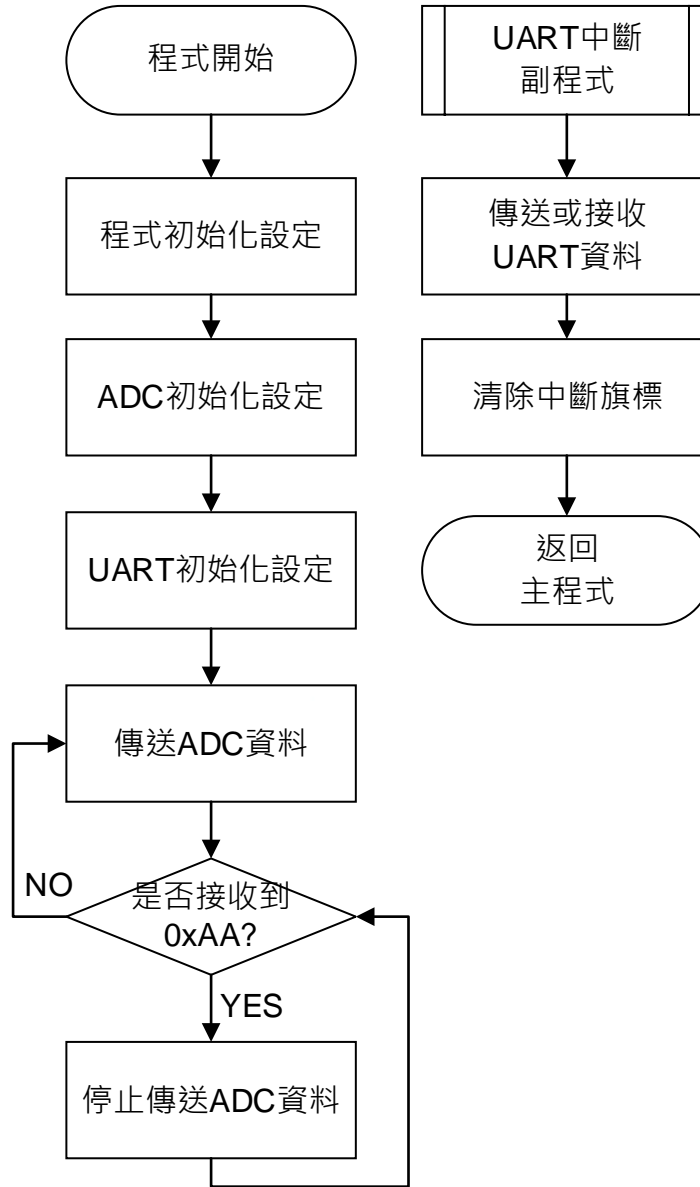 程式開始
程式初始化設定
ADC初始化設定
UART初始化設定
傳送ADC資料
NO
是否接收到
0xAA?
YES
停止傳送ADC資料
UART中斷
副程式
傳送或接收
UART資料
清除中斷旗標
返回
主程式